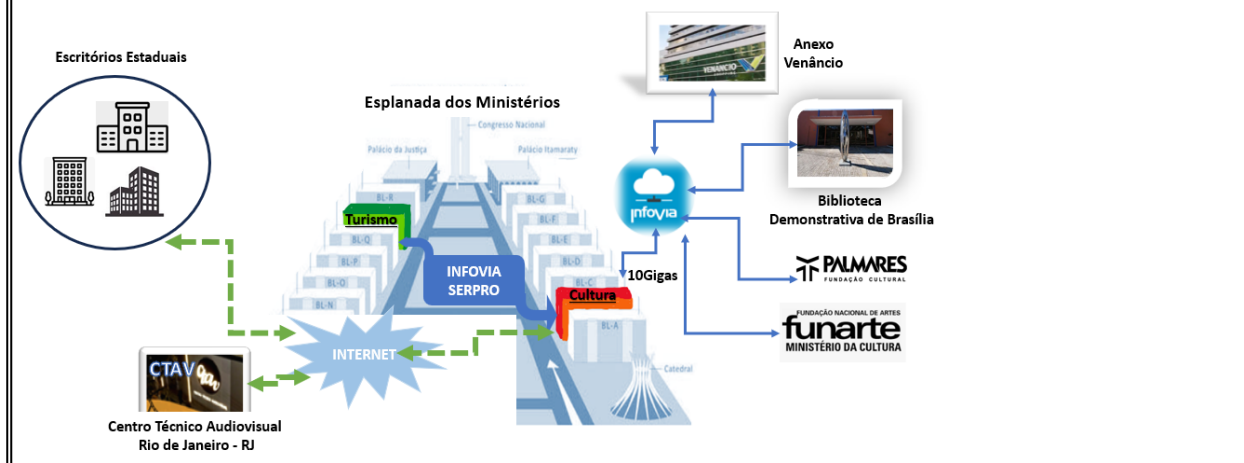 Escritórios Estaduais
Esplanada dos Ministérios
Congresso Nacional
Palácio da Justiça
Palácio Itamaraty
BL-R
BL-G
Turismo
BL-F
BL-Q
BL-E
BL-P
BL-D
BL-O
BL-C
BL-N
INFOVIA
SERPRO
Cultura
BL-A
Catedral
10Gigas
INTERNET
CTAV
Centro Técnico Audiovisual
Rio de Janeiro - RJ
infovia
VENÂNCIO
Anexo
Venâncio
Biblioteca
Demonstrativa de Brasília
PALMARES
FUNDAÇÃO CULTURAL
FUNDAÇÃO NACIONAL DE ARTES
funarte
MINISTÉRIO DA CULTURA